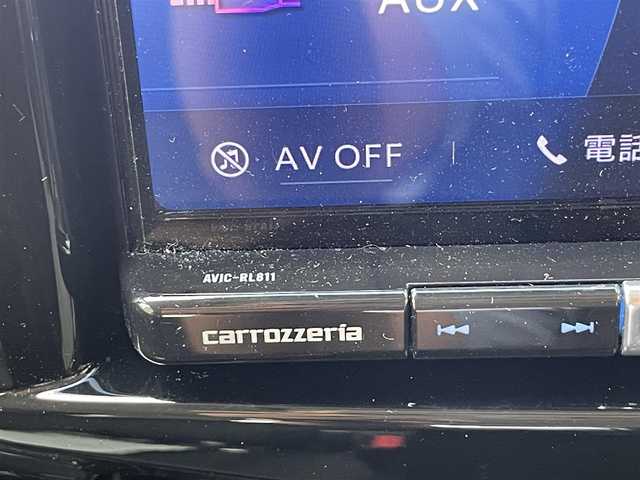 AUX
AV OFF
電話
AVIC-RL811
carrozzeria